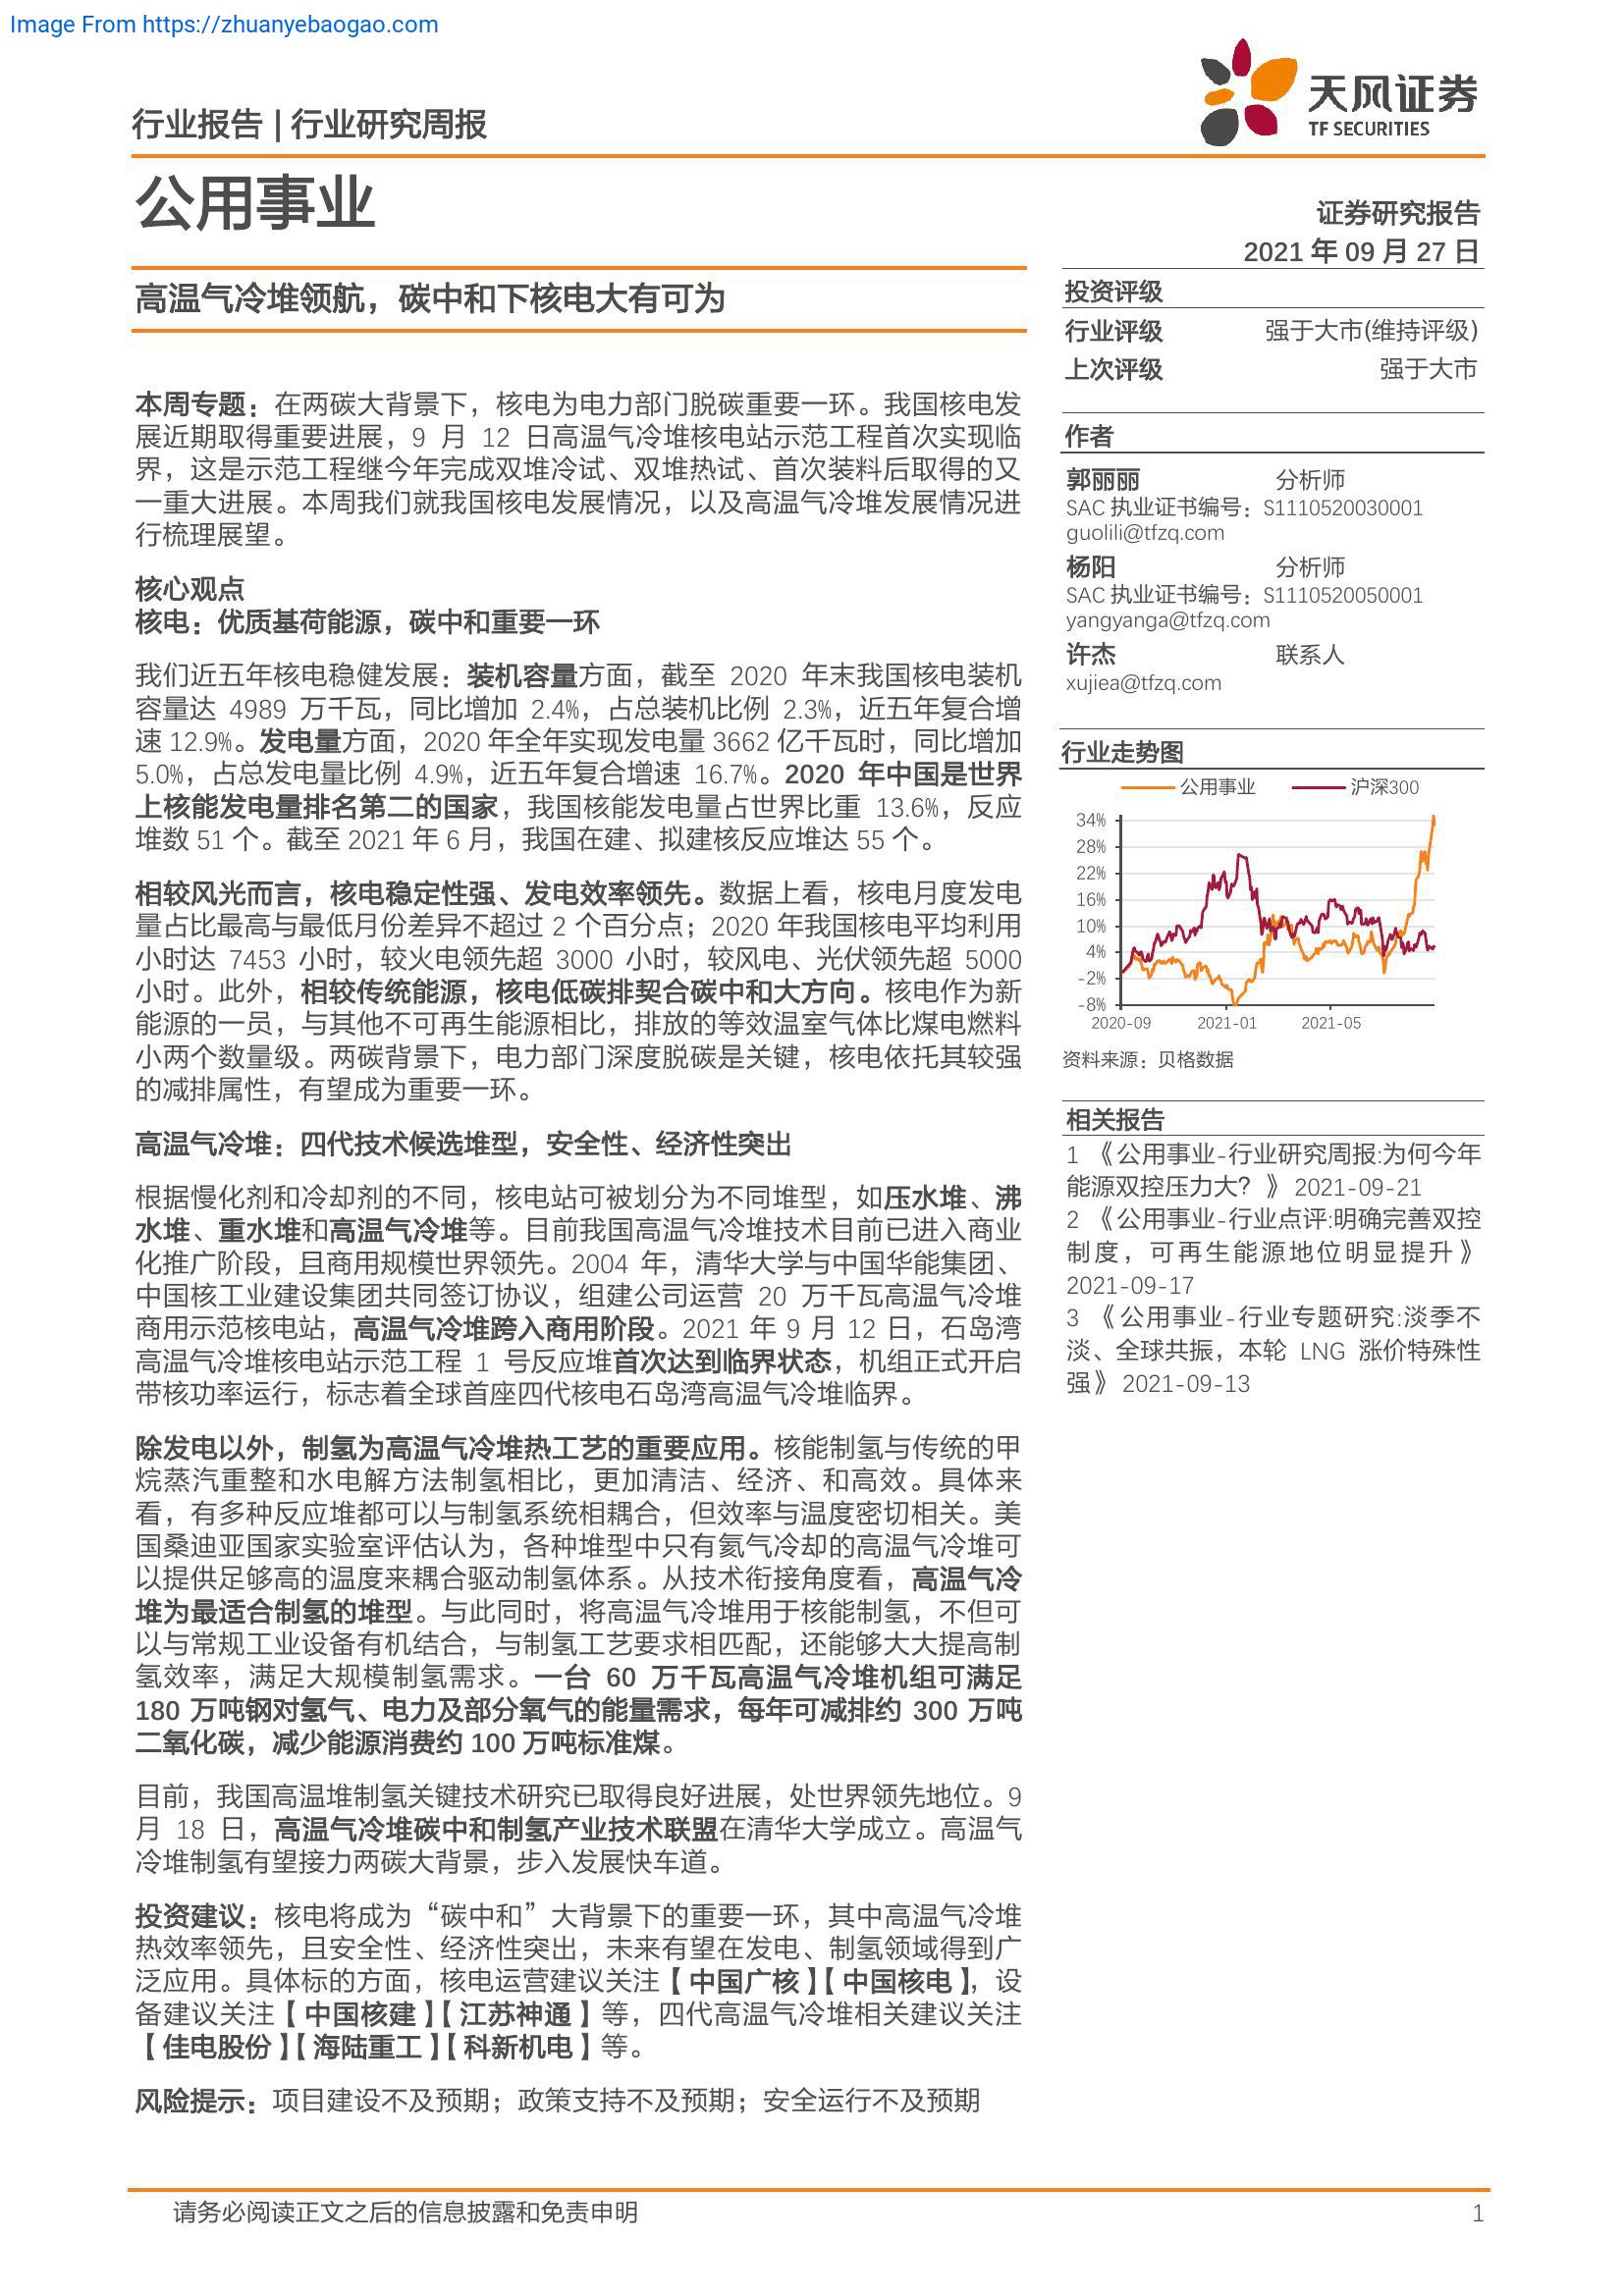 Image From https://zhuanyebaogao.com
行业报告 | 行业研究周报
天风证券
TF SECURITIES
公用事业
证券研究报告
2021 年 09 月 27 日
高温气冷堆领航，碳中和下核电大有可为
本周专题：在两碳大背景下，核电为电力部门脱碳重要一环。我国核电发
展近期取得重要进展，9 月 12 日高温气冷堆核电站示范工程首次实现临
界，这是示范工程继今年完成双堆冷试、双堆热试、首次装料后取得的又
一重大进展。本周我们就我国核电发展情况，以及高温气冷堆发展情况进
行梳理展望。
核心观点
核电：优质基荷能源，碳中和重要一环
我们近五年核电稳健发展：装机容量方面，截至 2020 年末我国核电装机
容量达 4989 万千瓦，同比增加 2.4%，占总装机比例 2.3%，近五年复合增
速 12.9%。发电量方面，2020 年全年实现发电量 3662 亿千瓦时，同比增加
5.0%，占总发电量比例 4.9%，近五年复合增速 16.7%。2020 年中国是世界
上核能发电量排名第二的国家，我国核能发电量占世界比重 13.6%，反应
堆数 51 个。截至 2021 年 6 月，我国在建、拟建核反应堆达 55 个。
相较风光而言，核电稳定性强、发电效率领先。数据上看，核电月度发电
量占比最高与最低月份差异不超过 2 个百分点；2020 年我国核电平均利用
小时达 7453 小时，较火电领先超 3000 小时，较风电、光伏领先超 5000
小时。此外，相较传统能源，核电低碳排契合碳中和大方向。核电作为新
能源的一员，与其他不可再生能源相比，排放的等效温室气体比煤电燃料
小两个数量级。两碳背景下，电力部门深度脱碳是关键，核电依托其较强
的减排属性，有望成为重要一环。
高温气冷堆：四代技术候选堆型，安全性、经济性突出
根据慢化剂和冷却剂的不同，核电站可被划分为不同堆型，如压水堆、沸
水堆、重水堆和高温气冷堆等。目前我国高温气冷堆技术目前已进入商业
化推广阶段，且商用规模世界领先。2004 年，清华大学与中国华能集团、
中国核工业建设集团共同签订协议，组建公司运营 20 万千瓦高温气冷堆
商用示范核电站，高温气冷堆跨入商用阶段。2021 年 9 月 12 日，石岛湾
高温气冷堆核电站示范工程 1 号反应堆首次达到临界状态，机组正式开启
带核功率运行，标志着全球首座四代核电石岛湾高温气冷堆临界。
除发电以外，制氢为高温气冷堆热工艺的重要应用。核能制氢与传统的甲
烷蒸汽重整和水电解方法制氢相比，更加清洁、经济、和高效。具体来
看，有多种反应堆都可以与制氢系统相耦合，但效率与温度密切相关。美
国桑迪亚国家实验室评估认为，各种堆型中只有氦气冷却的高温气冷堆可
以提供足够高的温度来耦合驱动制氢体系。从技术衔接角度看，高温气冷
堆为最适合制氢的堆型。与此同时，将高温气冷堆用于核能制氢，不但可
以与常规工业设备有机结合，与制氢工艺要求相匹配，还能够大大提高制
氢效率，满足大规模制氢需求。一台 60 万千瓦高温气冷堆机组可满足
180 万吨钢对氢气、电力及部分氧气的能量需求，每年可减排约 300 万吨
二氧化碳，减少能源消费约 100 万吨标准煤。
目前，我国高温堆制氢关键技术研究已取得良好进展，处世界领先地位。9
月 18 日，高温气冷堆碳中和制氢产业技术联盟在清华大学成立。高温气
冷堆制氢有望接力两碳大背景，步入发展快车道。
投资建议：核电将成为“碳中和”大背景下的重要一环，其中高温气冷堆
热效率领先，且安全性、经济性突出，未来有望在发电、制氢领域得到广
泛应用。具体标的方面，核电运营建议关注【中国广核】【中国核电】，设
备建议关注【中国核建】【江苏神通】等，四代高温气冷堆相关建议关注
【佳电股份】【海陆重工】【科新机电】等。
风险提示：项目建设不及预期；政策支持不及预期；安全运行不及预期
投资评级
行业评级 强于大市(维持评级)
上次评级 强于大市
作者
郭丽丽 分析师
SAC 执业证书编号：S1110520030001
guolili@tfzq.com
杨阳 分析师
SAC 执业证书编号：S1110520050001
yangyanga@tfzq.com
许杰 联系人
xujiea@tfzq.com
行业走势图
公用事业 沪深300
34%
28%
22%
16%
10%
4%
-2%
-8%
2020-09 2021-01 2021-05
资料来源：贝格数据
相关报告
1 《公用事业-行业研究周报:为何今年
能源双控压力大？》 2021-09-21
2 《公用事业-行业点评:明确完善双控
制度，可再生能源地位明显提升》
2021-09-17
3 《公用事业-行业专题研究:淡季不
淡、全球共振，本轮 LNG 涨价特殊性
强》 2021-09-13
请务必阅读正文之后的信息披露和免责申明 1